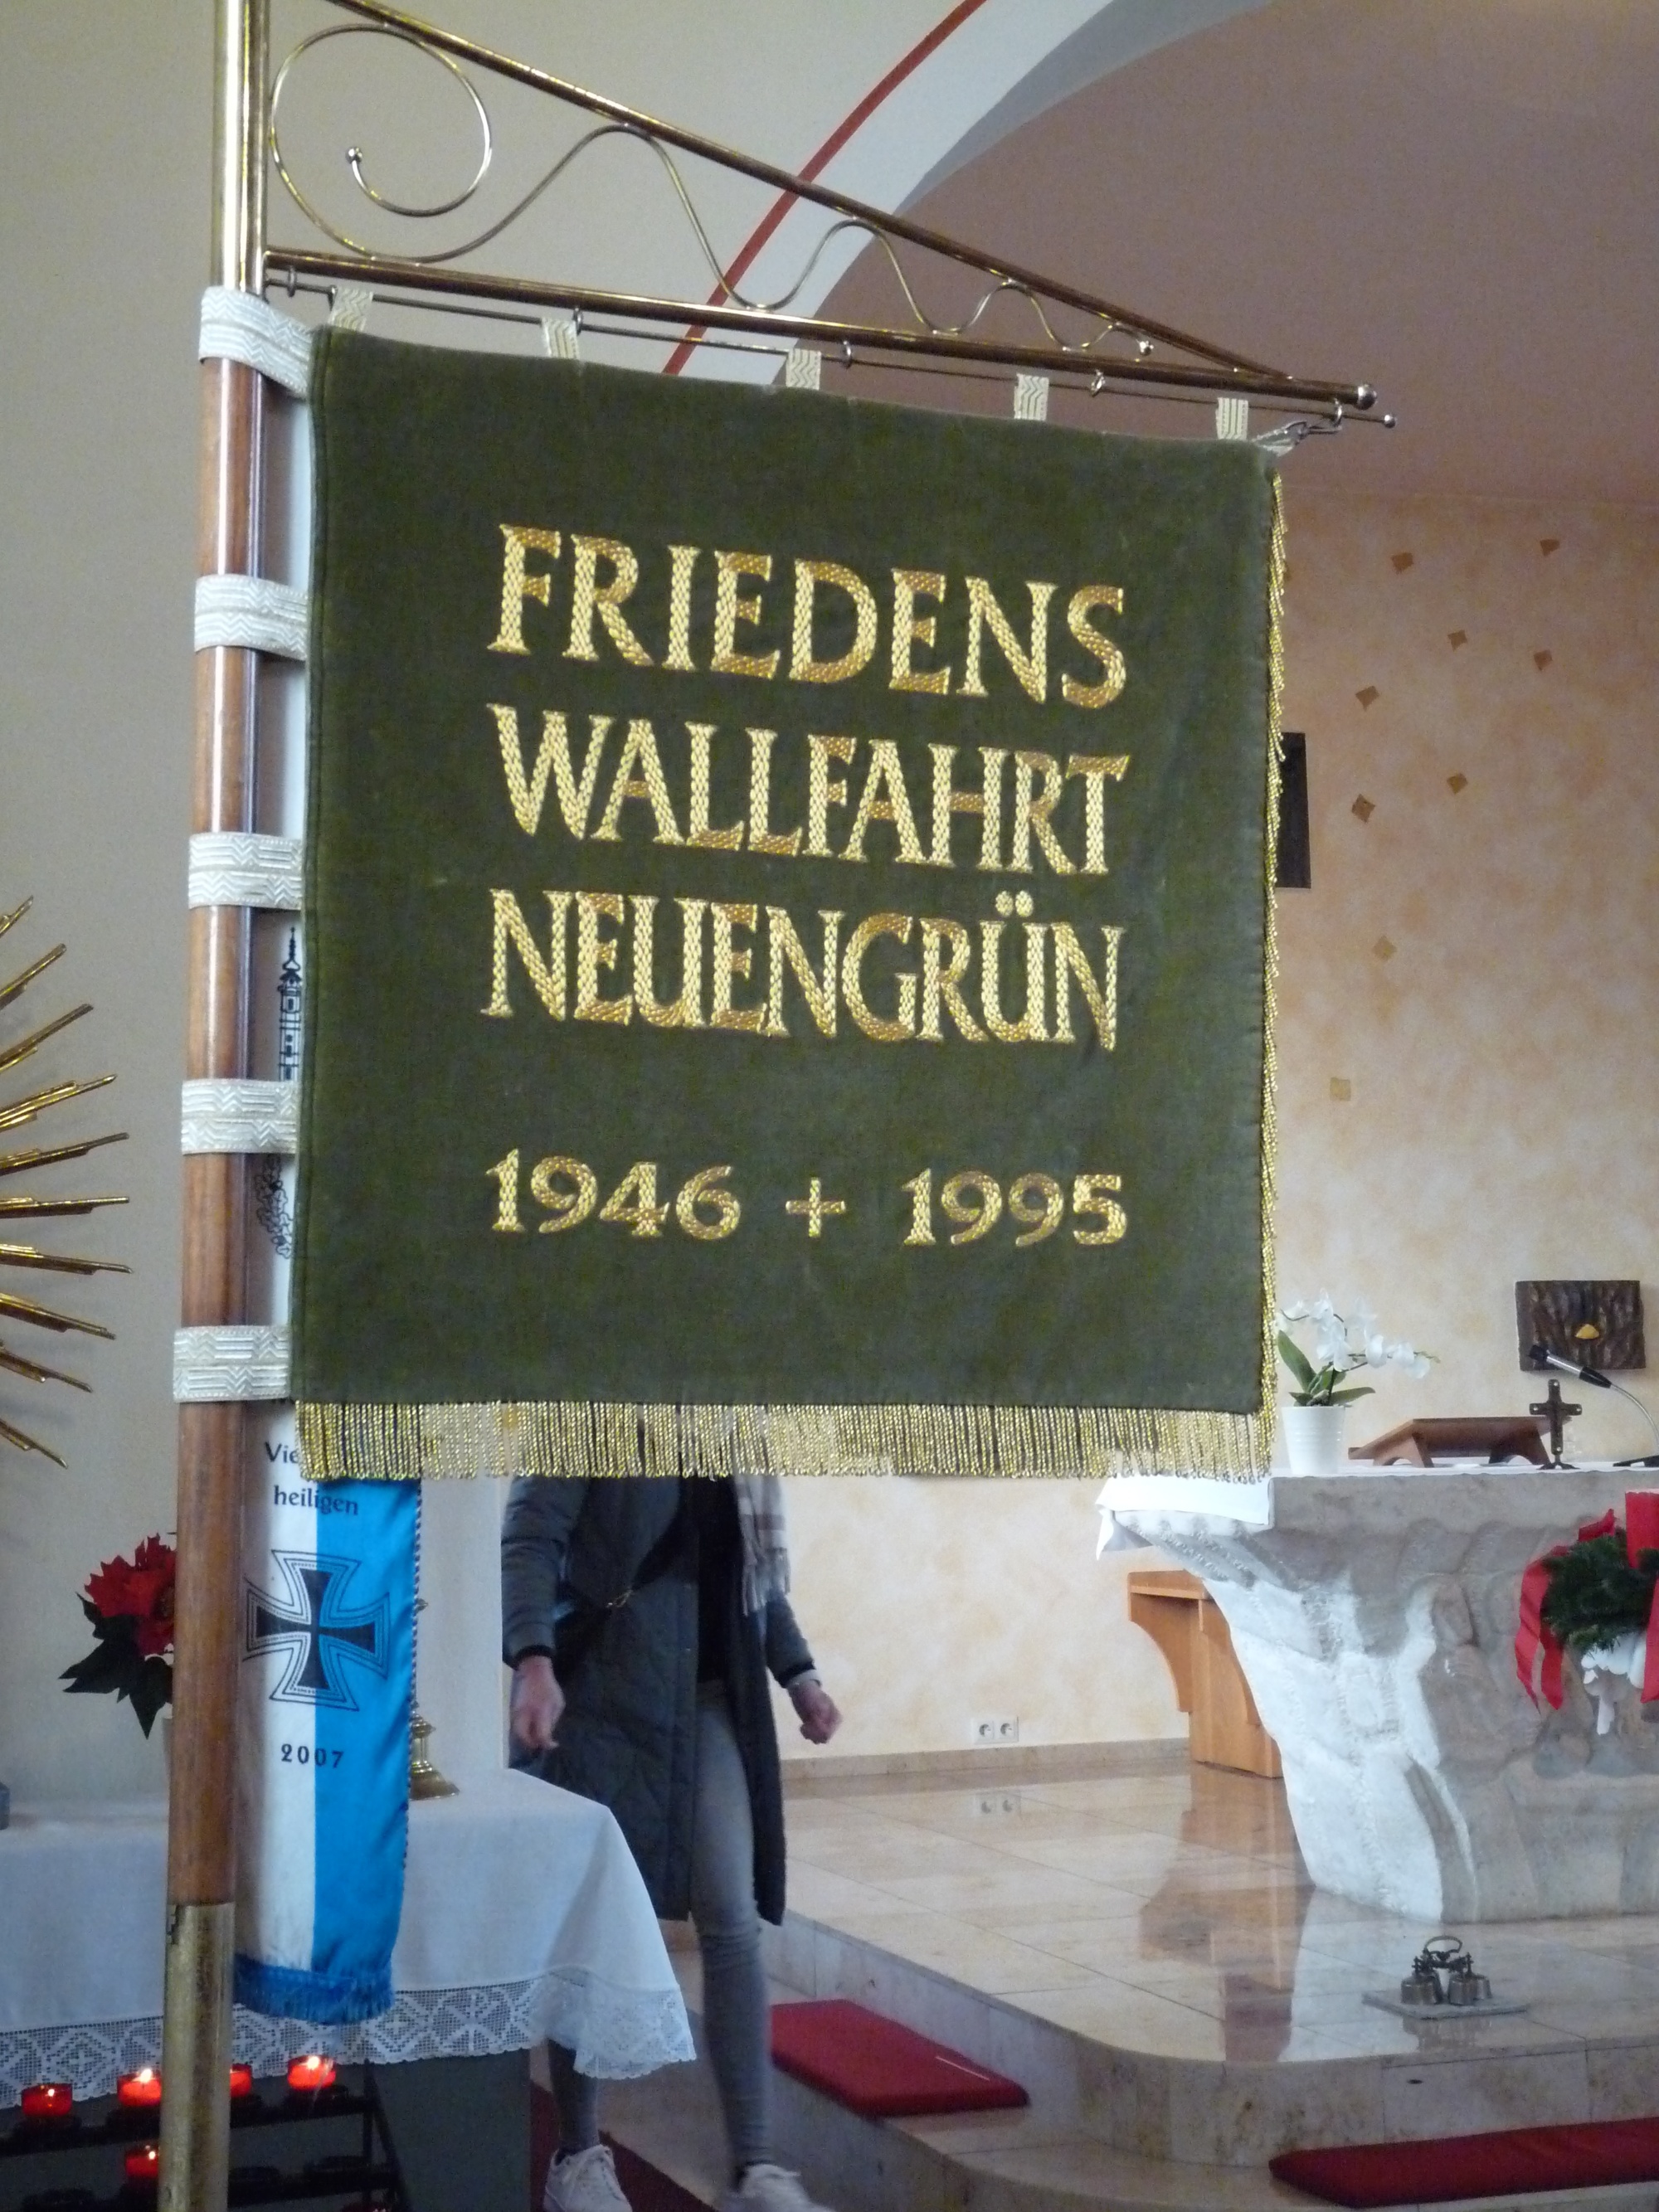 FRIEDENS
WALLFAHRT
NEUENGRÜN
1946 + 1995
heiligen
2007